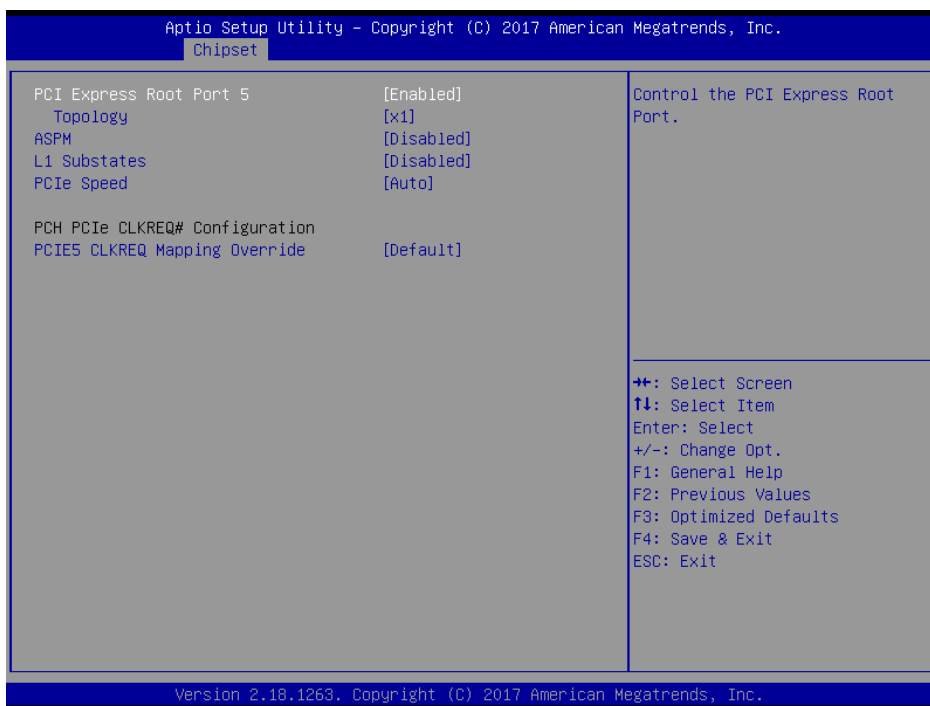 Aptio Setup Utility – Copyright (C) 2017 American Megatrends, Inc.
Chipset
PCI Express Root Port 5 [Enabled]
Topology [x1]
ASPM [Disabled]
L1 Substates [Disabled]
PCIe Speed [Auto]
PCH PCIe CLKREQ# Configuration
PCIE5 CLKREQ Mapping Override [Default]
Control the PCI Express Root
Port.
→←: Select Screen
↑↓: Select Item
Enter: Select
+/-: Change Opt.
F1: General Help
F2: Previous Values
F3: Optimized Defaults
F4: Save & Exit
ESC: Exit
Version 2.18.1263. Copyright (C) 2017 American Megatrends, Inc.